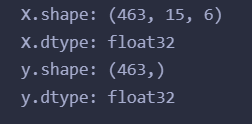 X.shape: (463, 15, 6)
X.dtype: float32
y.shape: (463,)
y.dtype: float32